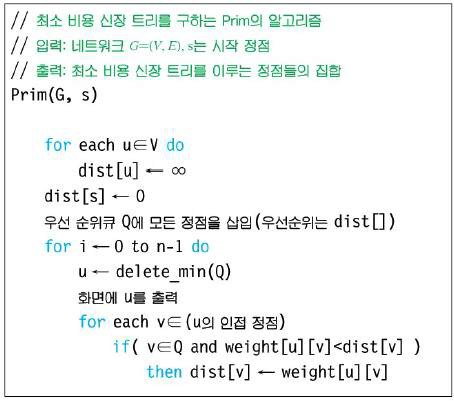 // 최소 비용 신장 트리를 구하는 Prim의 알고리즘
// 입력: 네트워크 G=(V, E), s는 시작 정점
// 출력: 최소 비용 신장 트리를 이루는 정점들의 집합
Prim(G, s)
for each u∈V do
dist[u] ← ∞
dist[s] ← 0
우선 순위큐 Q에 모든 정점을 삽입(우선순위는 dist[])
for i ← 0 to n-1 do
u ← delete_min(Q)
화면에 u를 출력
for each v∈(u의 인접 정점)
if( v∈Q and weight[u][v]<dist[v] )
then dist[v] ← weight[u][v]